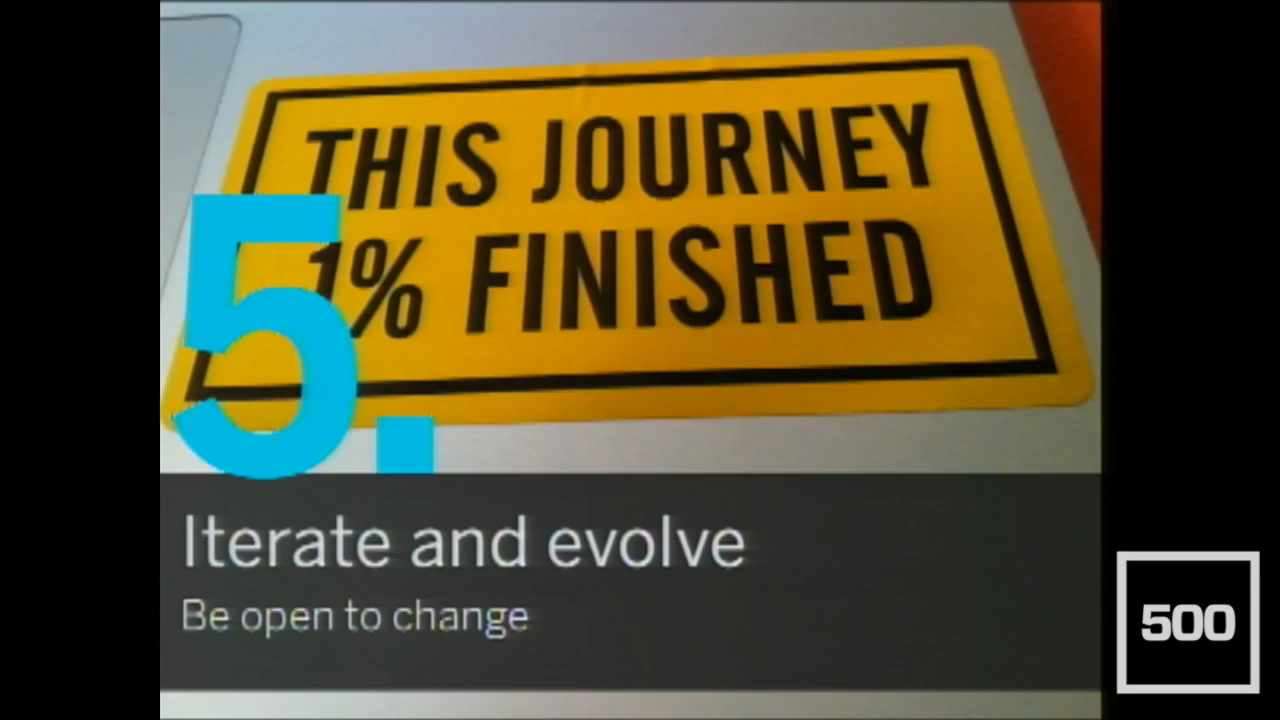 THIS JOURNEY
1% FINISHED
5.
Iterate and evolve
Be open to change
500